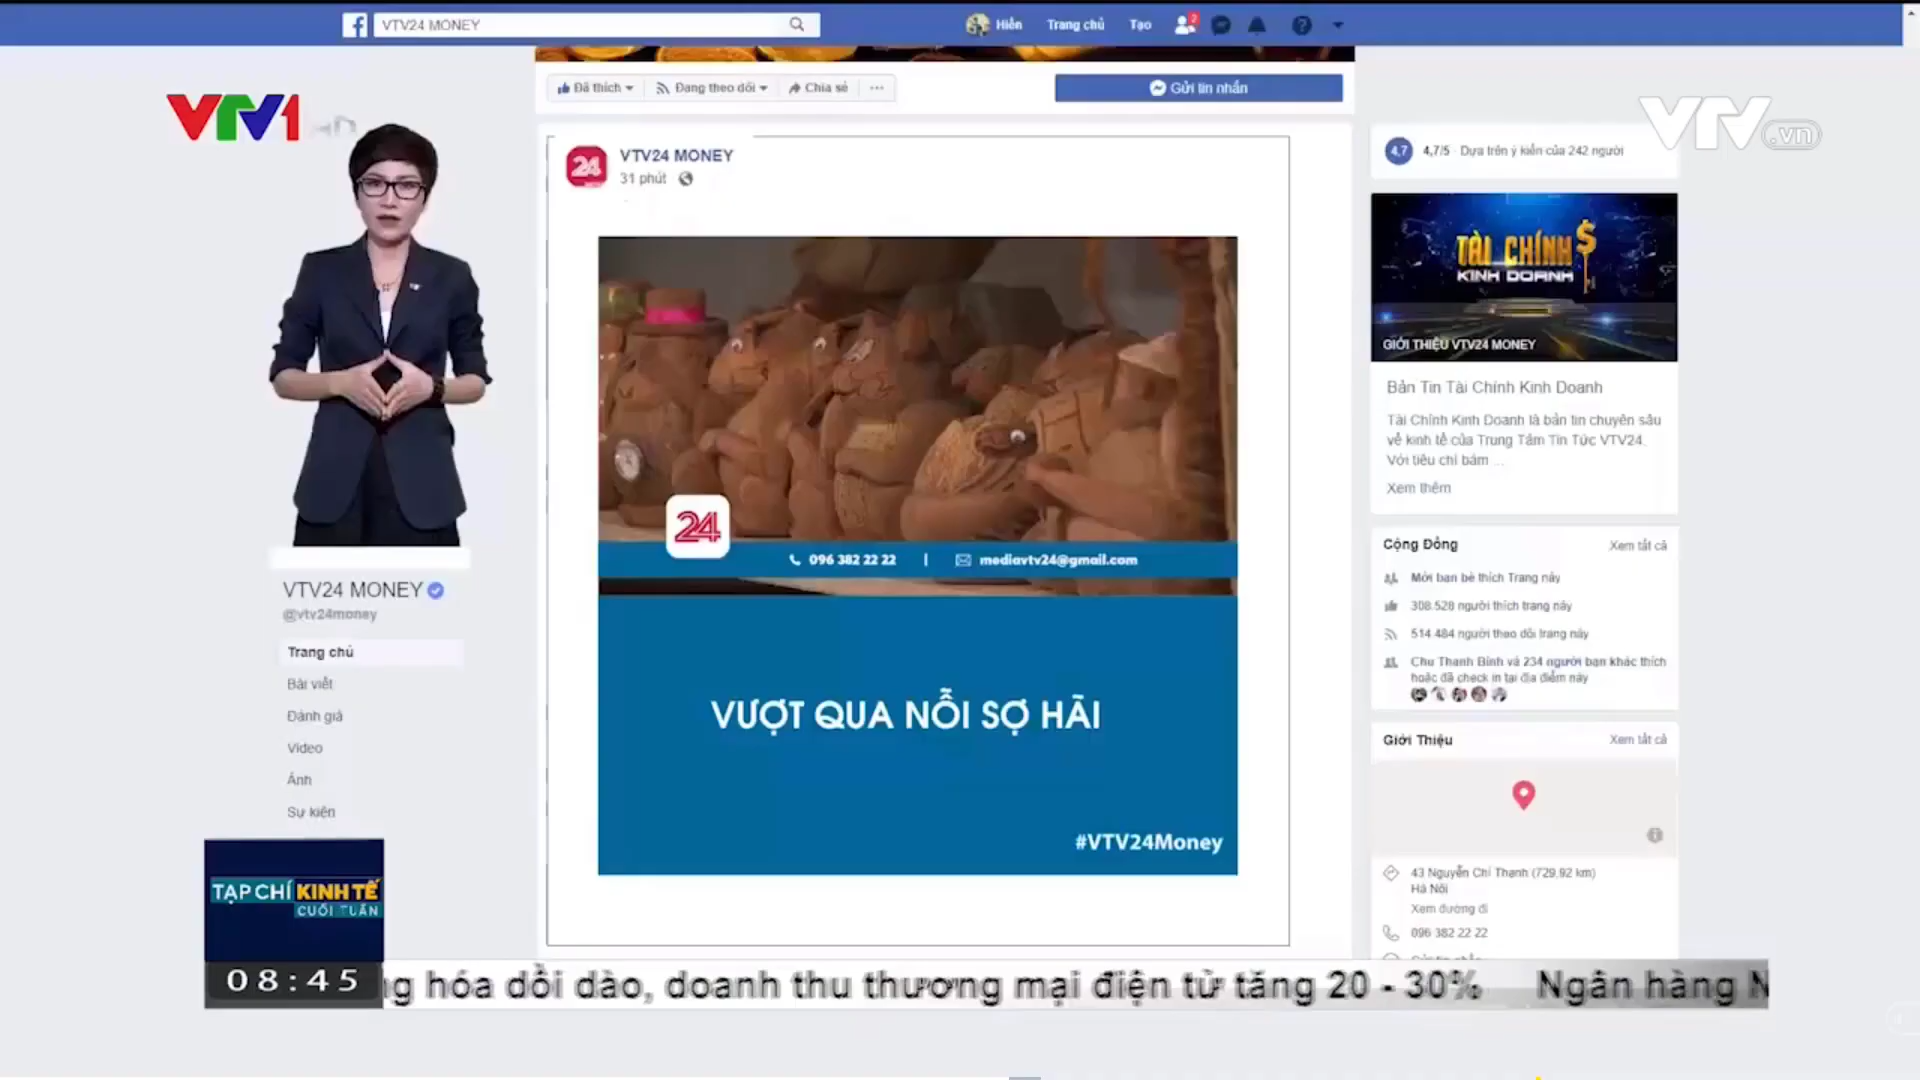 VTV24 MONEY
Hiền
Trang chủ
Tạo
2
Đã thích
Đang theo dõi
Chia sẻ
Gửi tin nhắn
VTV1
VTV.vn
24
VTV24 MONEY
31 phút
24
096 382 22 22 | mediavtv24@gmail.com
VƯỢT QUA NỖI SỢ HÃI
#VTV24Money
VTV24 MONEY
@vtv24money
Trang chủ
Bài viết
Đánh giá
Video
Ảnh
Sự kiện
4,7
4,7/5 · Dựa trên ý kiến của 242 người
TÀI CHÍNH $
KINH DOANH
GIỚI THIỆU VTV24 MONEY
Bản Tin Tài Chính Kinh Doanh
Tài Chính Kinh Doanh là bản tin chuyên sâu
về kinh tế của Trung Tâm Tin Tức VTV24.
Với tiêu chí bám ...
Xem thêm
Cộng Đồng
Xem tất cả
Mời bạn bè thích Trang này
308.528 người thích trang này
514.484 người theo dõi trang này
Chu Thanh Bình và 234 người bạn khác thích
hoặc đã check in tại địa điểm này
Giới Thiệu
Xem tất cả
43 Nguyễn Chí Thanh (729,92 km)
Hà Nội
Xem đường đi
096 382 22 22
TẠP CHÍ KINH TẾ
CUỐI TUẦN
08:45
ng hóa dồi dào, doanh thu thương mại điện tử tăng 20 - 30%
Ngân hàng N